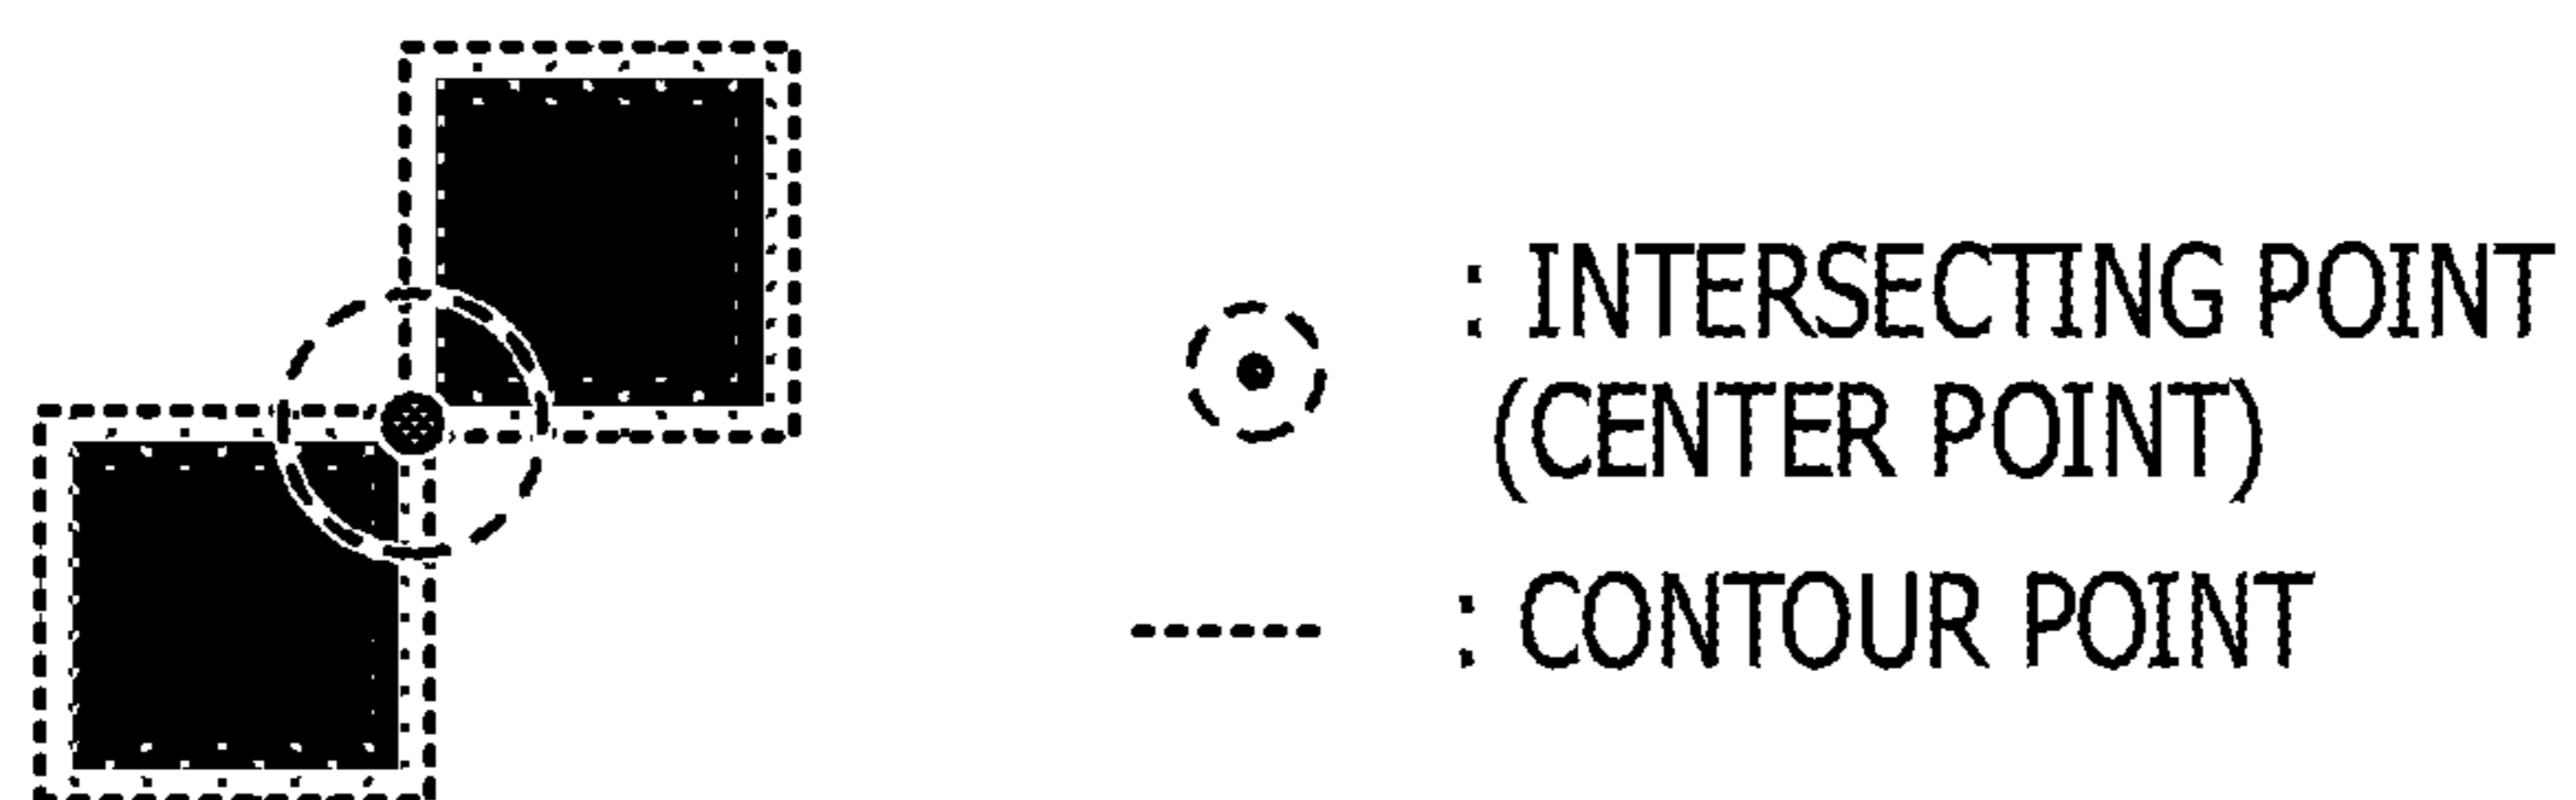 : INTERSECTING POINT
(CENTER POINT)
: CONTOUR POINT